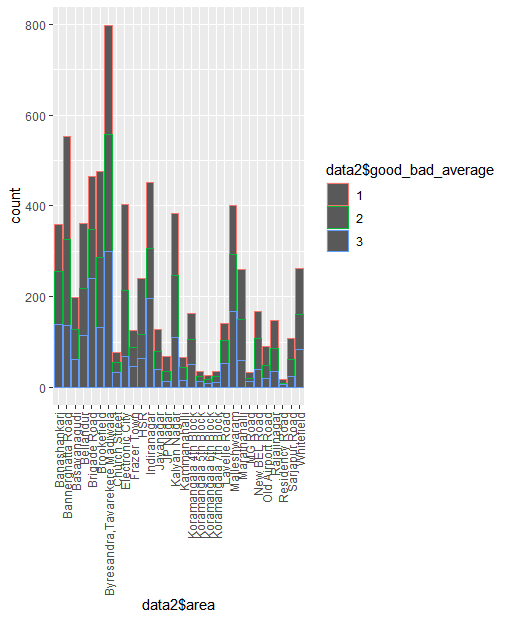 800
600
400
200
0
count
Banashankari
Bannerghatta Road
Basavanagudi
Bellandur
Brigade Road
Brookefield
Byresandra,Tavarekere,Madiwala
Church Street
Electronic City
Frazer Town
HSR
Indiranagar
Jayanagar
JP Nagar
Kalyan Nagar
Kammanahalli
Koramangala 4th Block
Koramangala 5th Block
Koramangala 6th Block
Koramangala 7th Block
Lavelle Road
Malleshwaram
Marathahalli
MG Road
New BEL Road
Old Airport Road
Rajajinagar
Residency Road
Sarjapur Road
Whitefield
data2$area
data2$good_bad_average
1
2
3